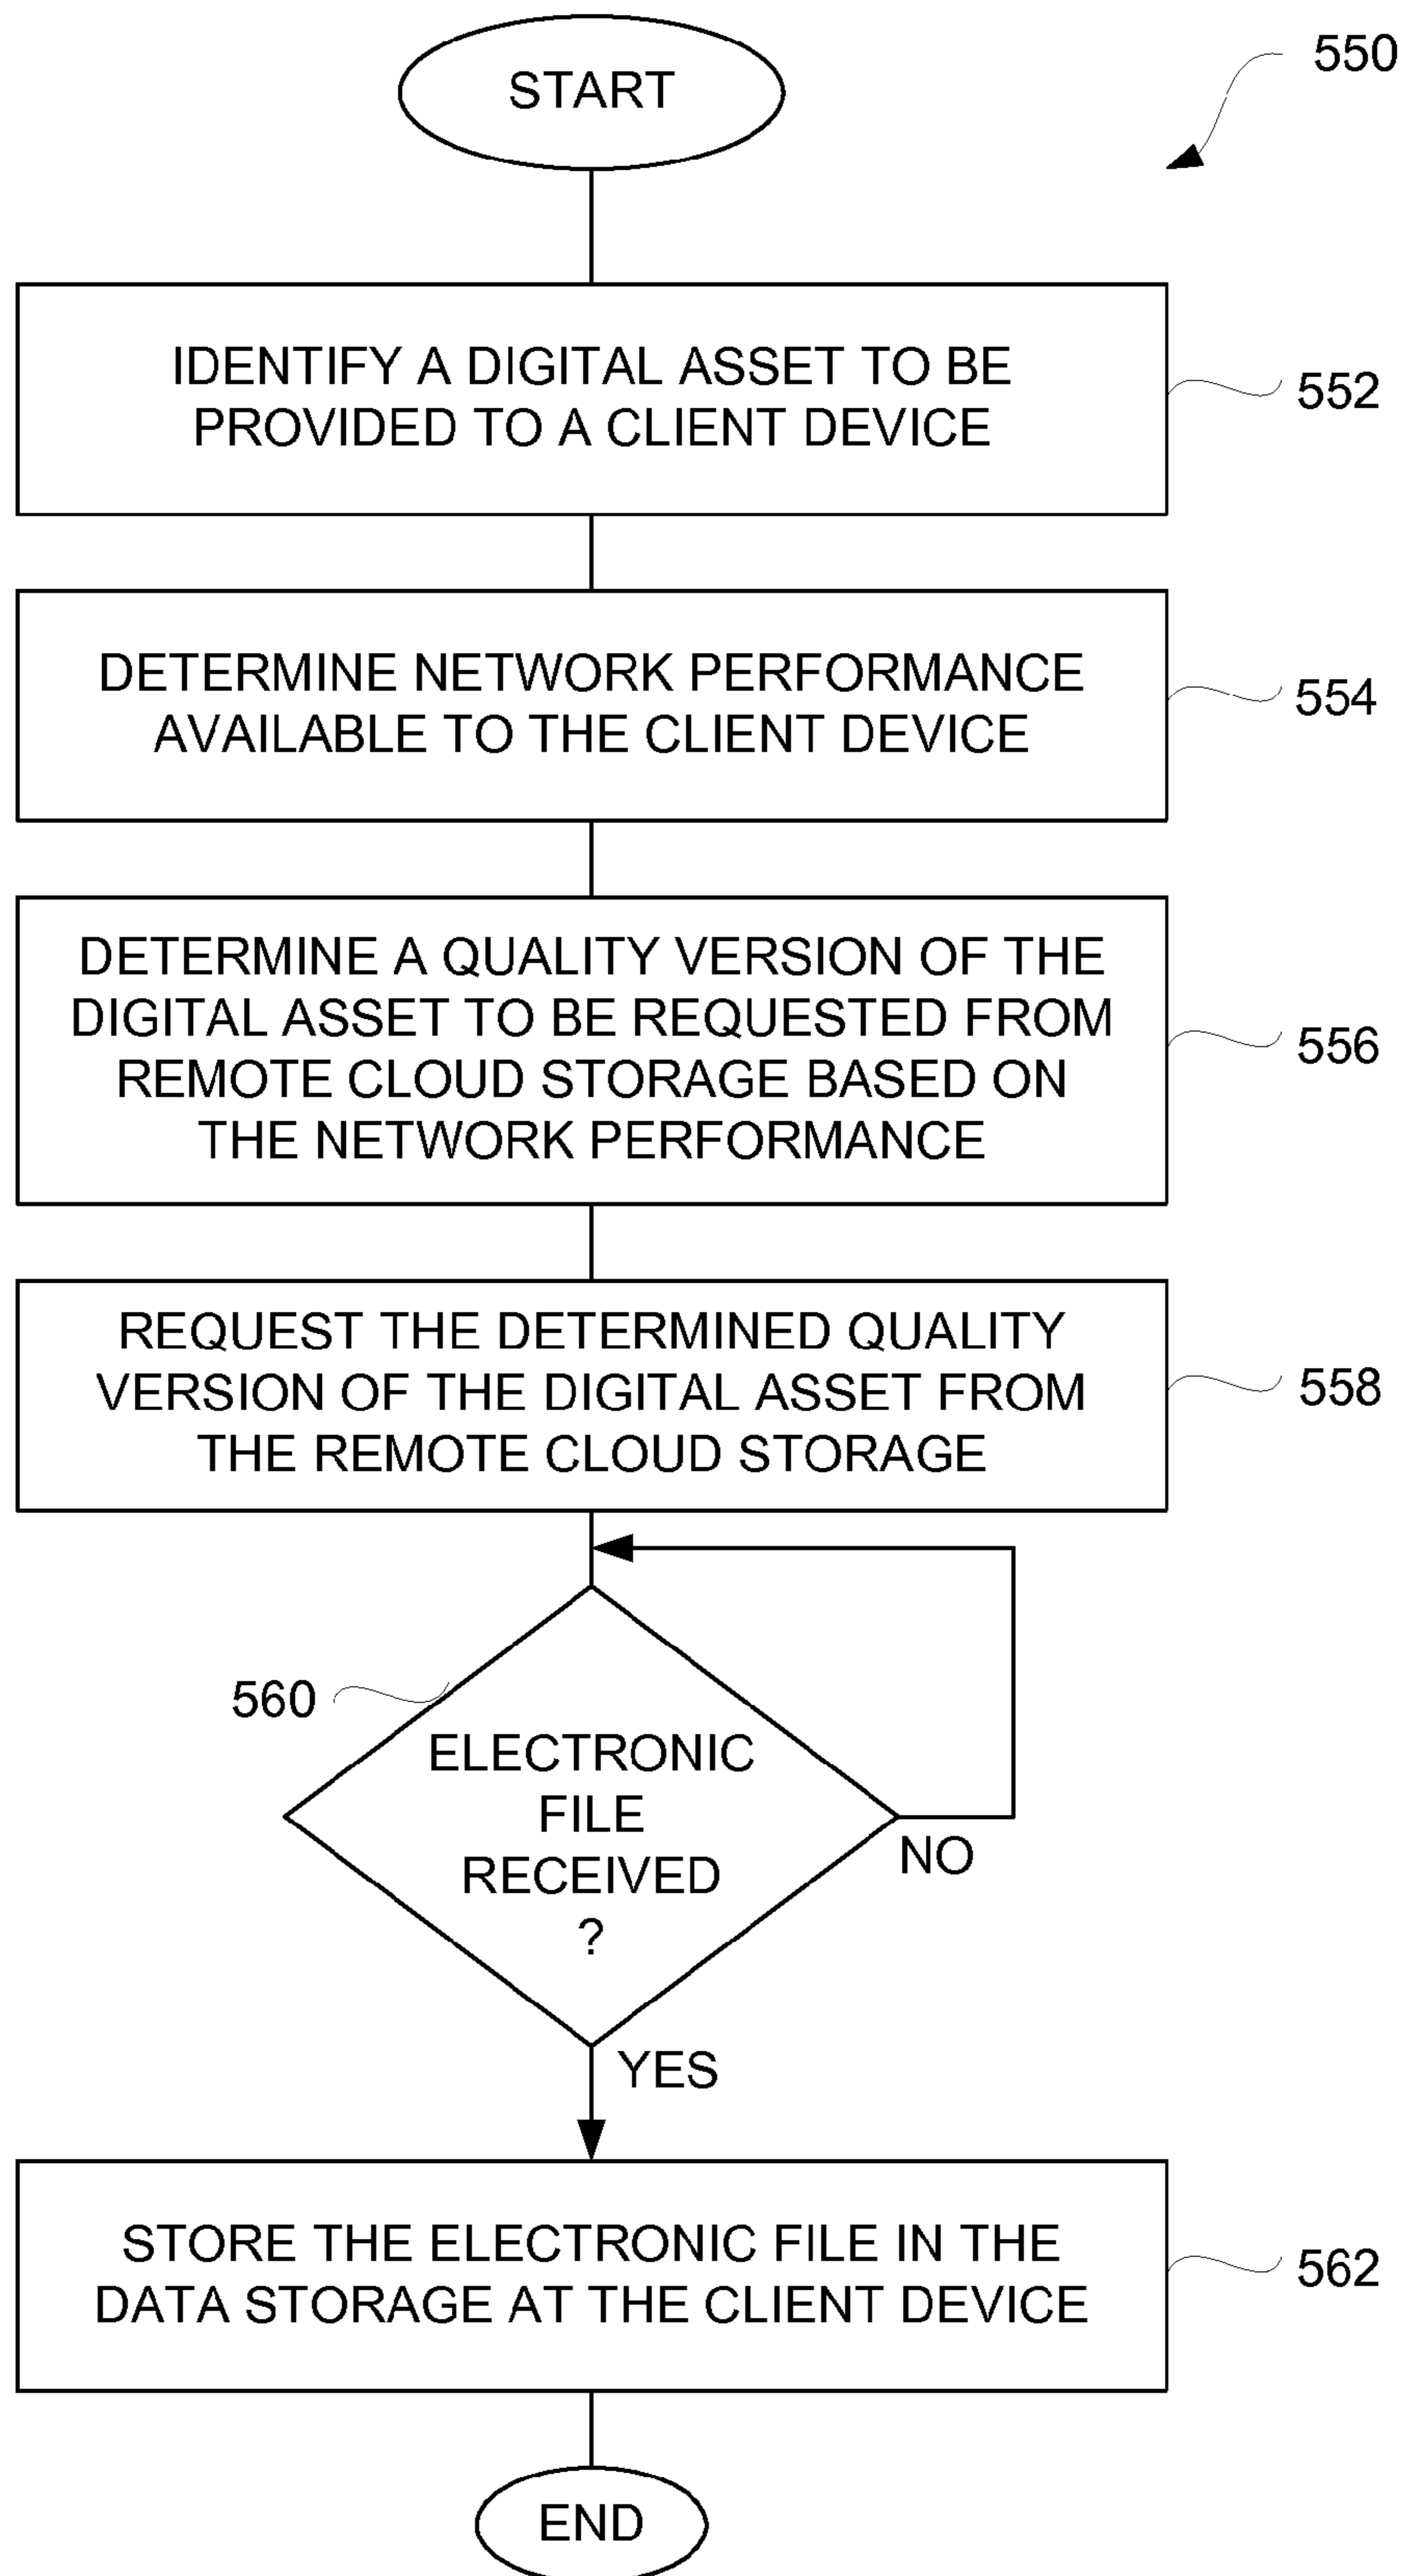 START
550
IDENTIFY A DIGITAL ASSET TO BE
PROVIDED TO A CLIENT DEVICE
552
DETERMINE NETWORK PERFORMANCE
AVAILABLE TO THE CLIENT DEVICE
554
DETERMINE A QUALITY VERSION OF THE
DIGITAL ASSET TO BE REQUESTED FROM
REMOTE CLOUD STORAGE BASED ON
THE NETWORK PERFORMANCE
556
REQUEST THE DETERMINED QUALITY
VERSION OF THE DIGITAL ASSET FROM
THE REMOTE CLOUD STORAGE
558
560
ELECTRONIC
FILE
RECEIVED
?
NO
YES
STORE THE ELECTRONIC FILE IN THE
DATA STORAGE AT THE CLIENT DEVICE
562
END